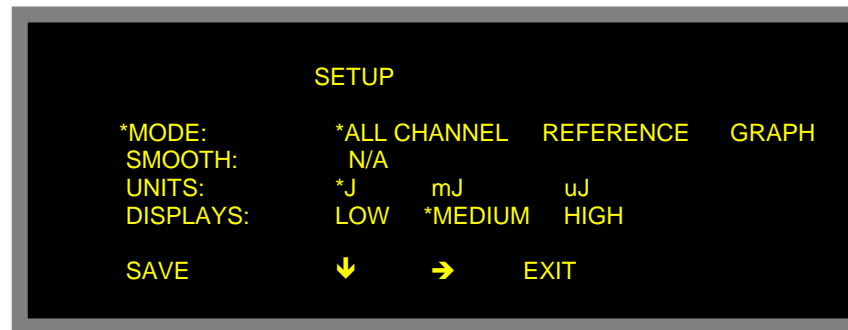 SETUP
*MODE: *ALL CHANNEL REFERENCE GRAPH
SMOOTH: N/A
UNITS: *J mJ uJ
DISPLAYS: LOW *MEDIUM HIGH
SAVE ↓ → EXIT